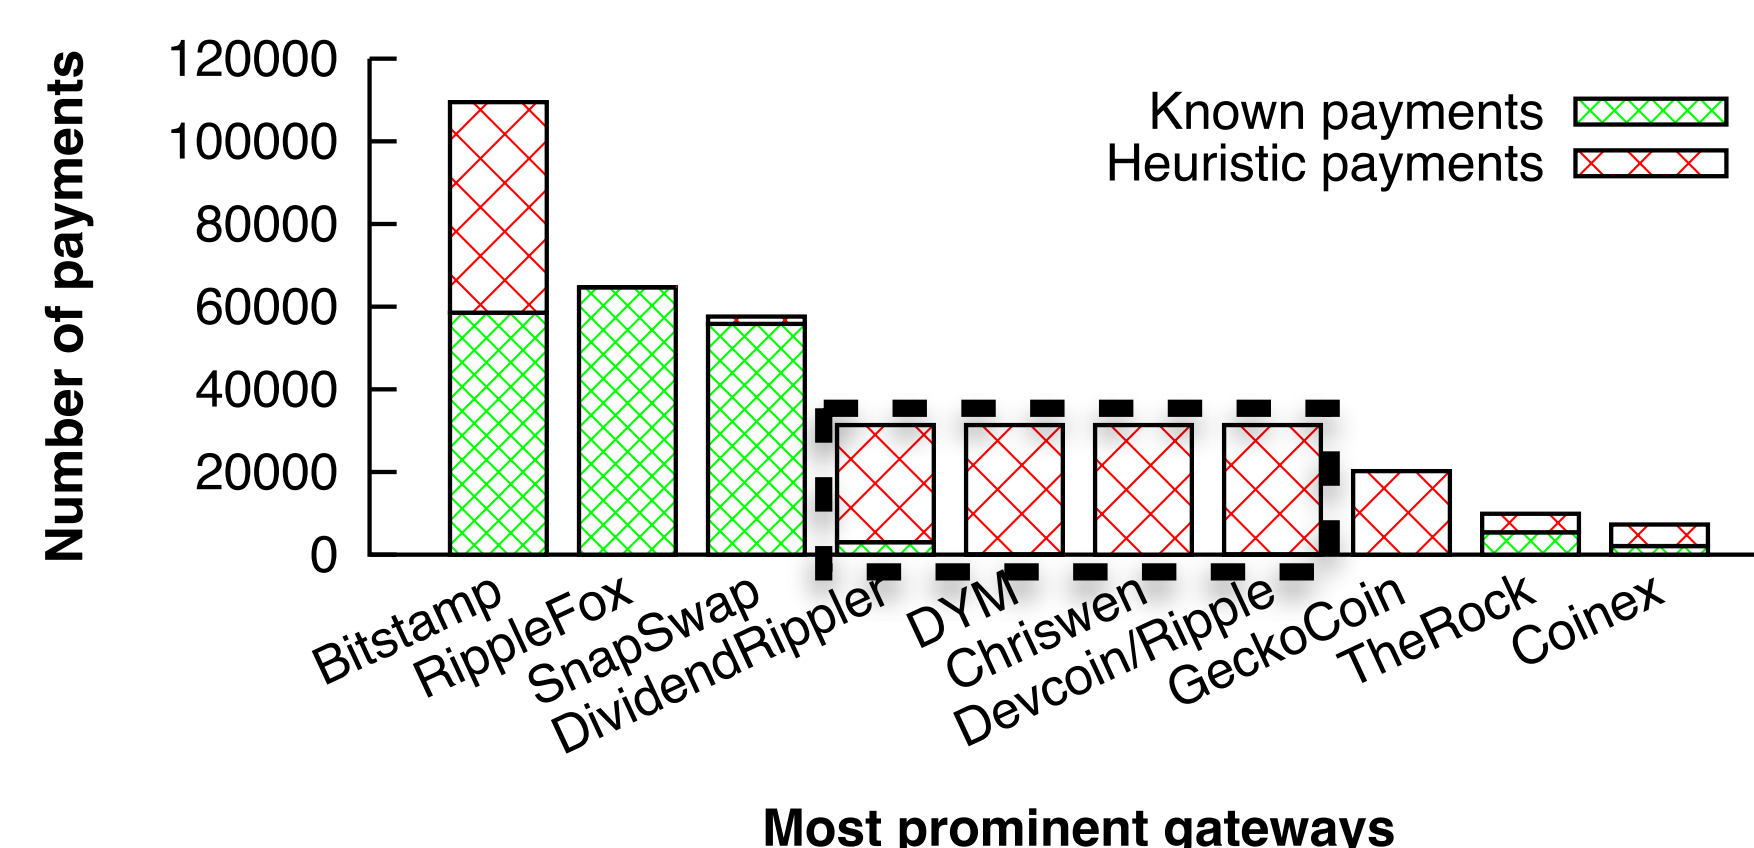 Number of payments
120000
100000
80000
60000
40000
20000
0
Known payments
Heuristic payments
Bitstamp
RippleFox
SnapSwap
DividendRippler
DYM
Chriswen
Devcoin/Ripple
GeckoCoin
TheRock
Coinex
Most prominent gateways